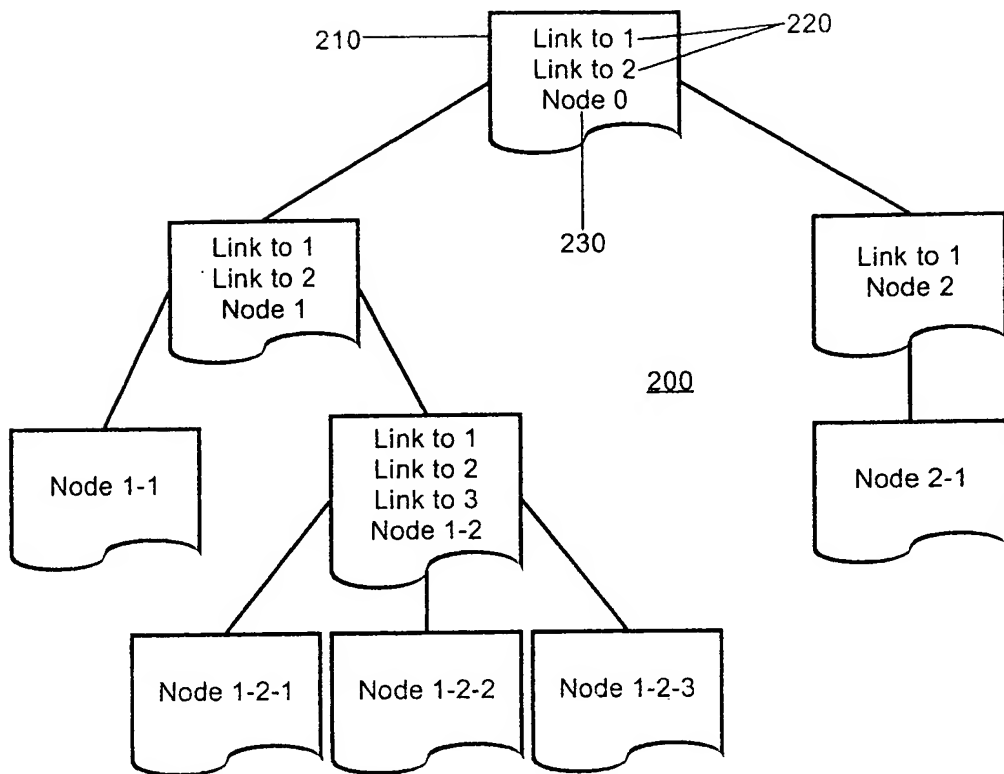 210
Link to 1
Link to 2
Node 0
220
230
Link to 1
Link to 2
Node 1
Link to 1
Node 2
200
Node 1-1
Link to 1
Link to 2
Link to 3
Node 1-2
Node 2-1
Node 1-2-1
Node 1-2-2
Node 1-2-3